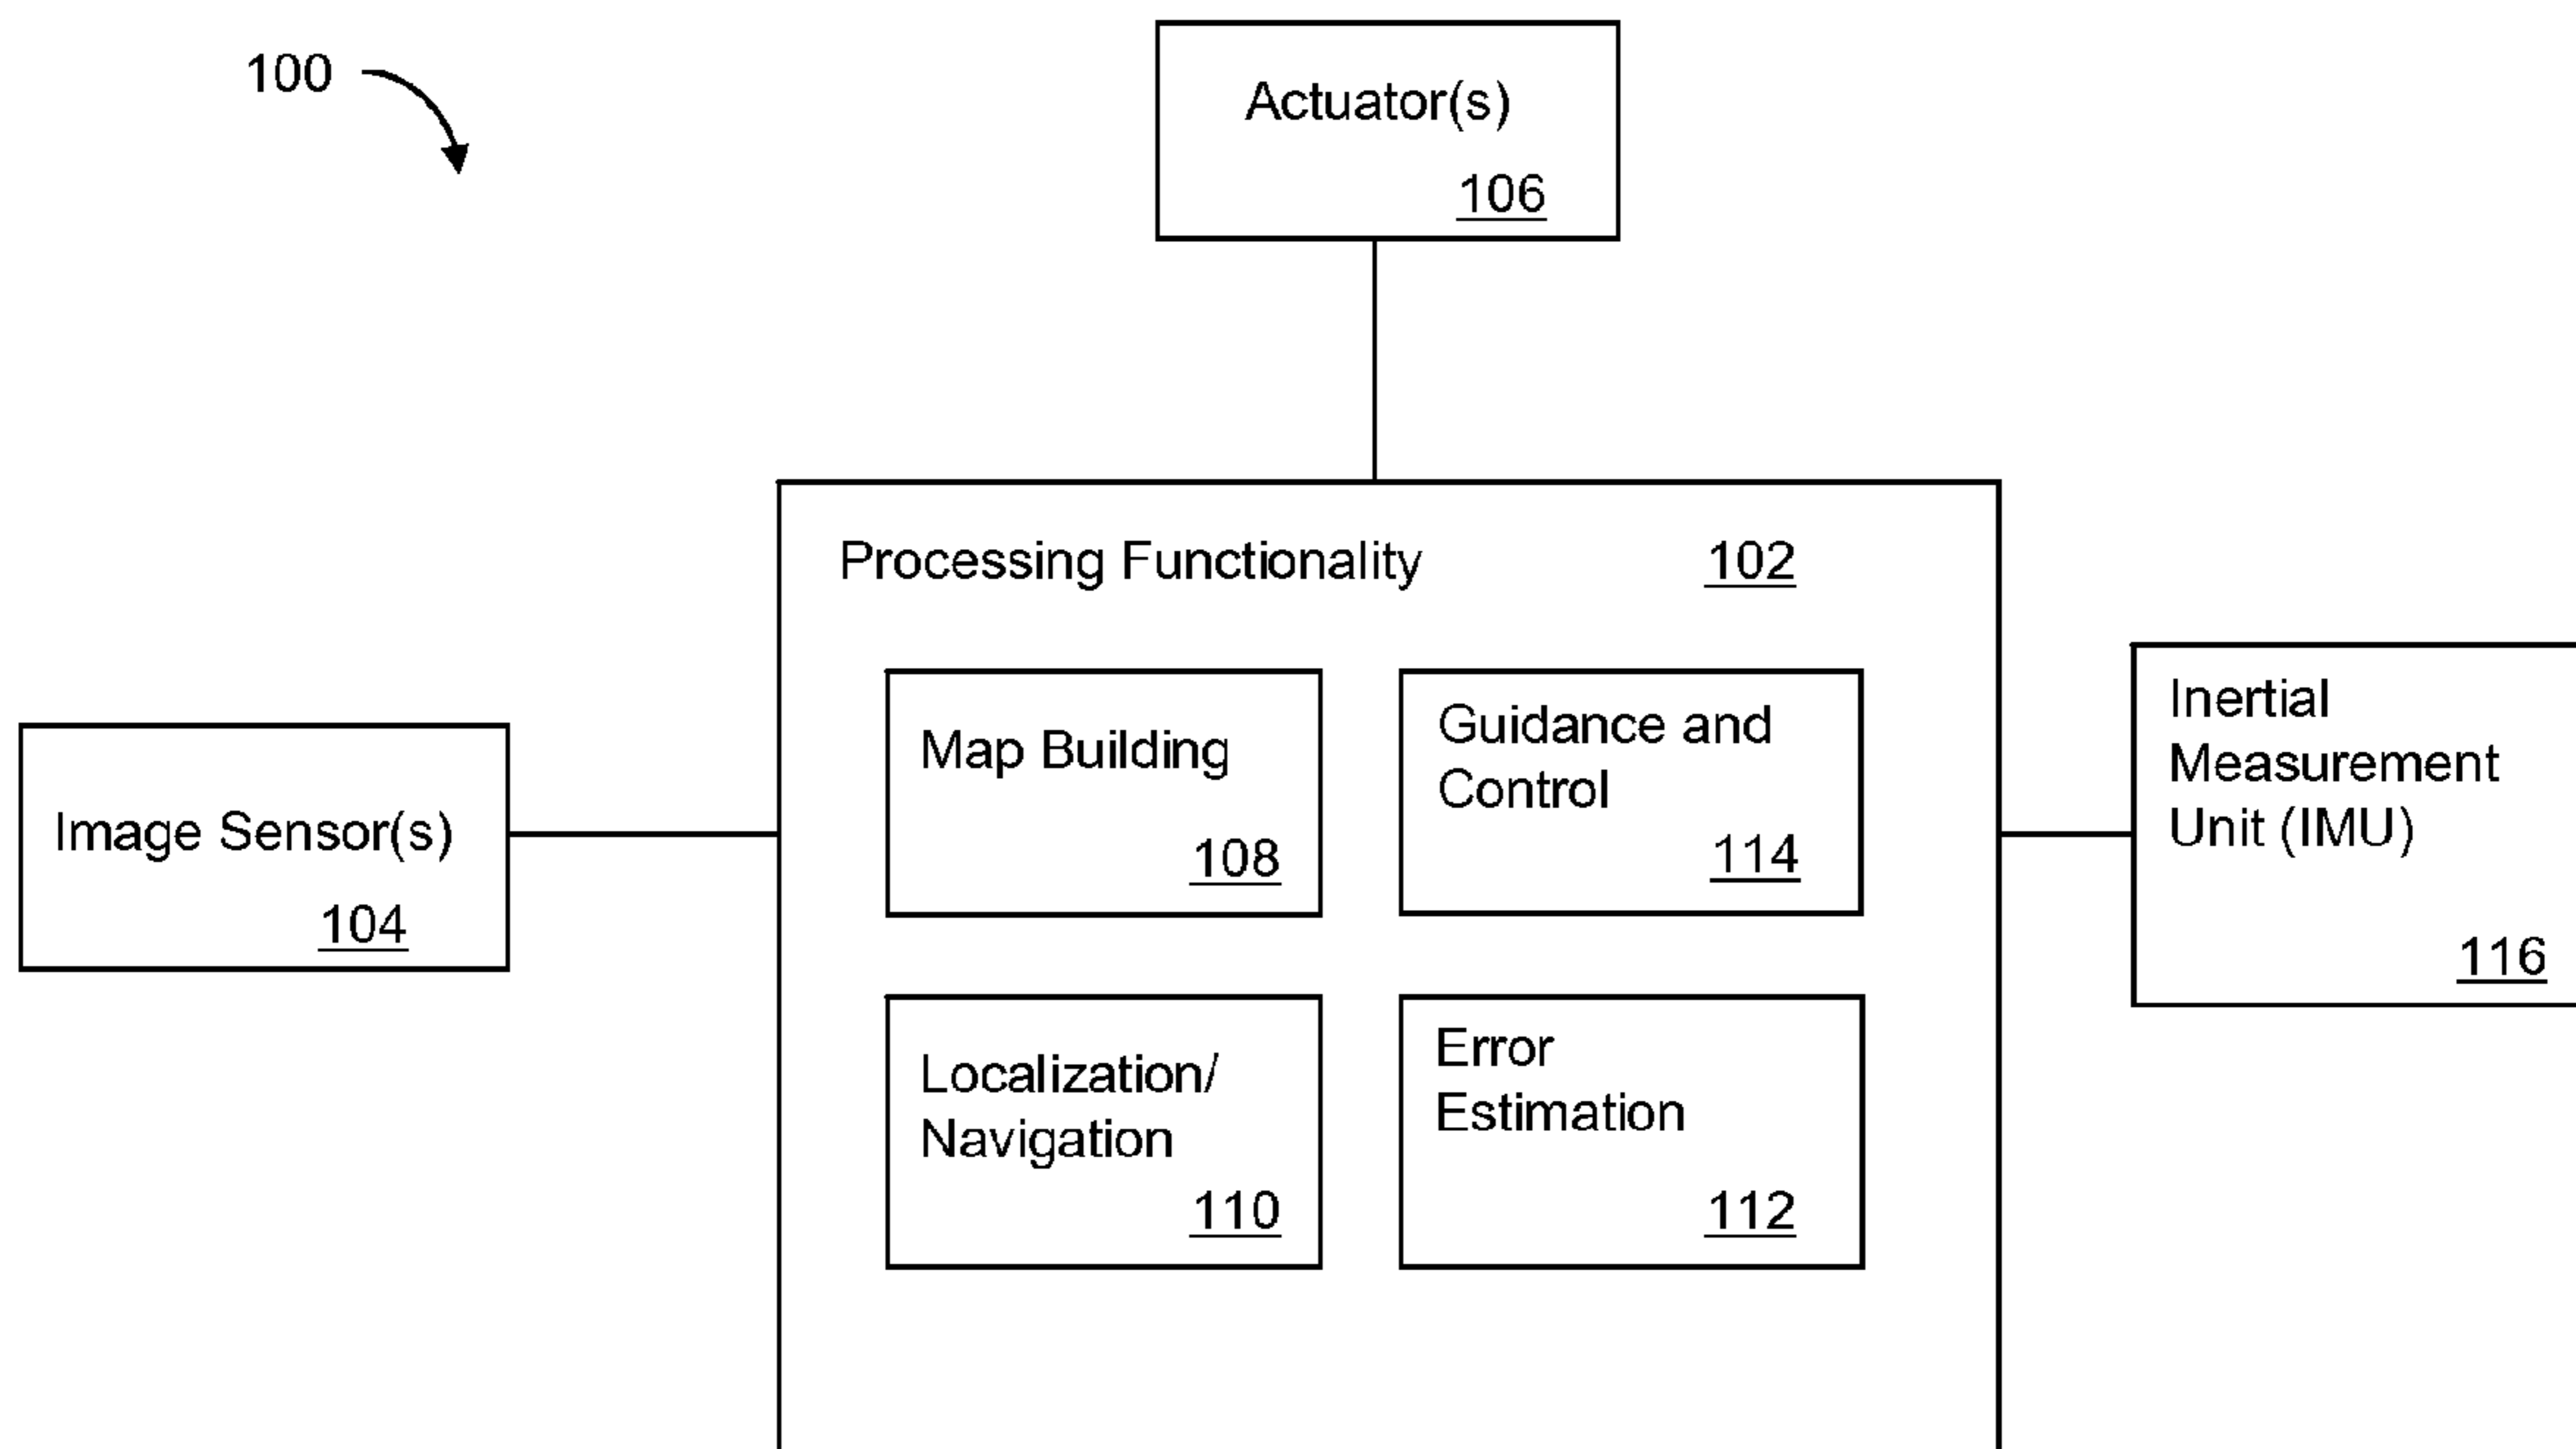 100
Actuator(s)
106
Processing Functionality 102
Map Building
108
Guidance and
Control
114
Image Sensor(s)
104
Inertial
Measurement
Unit (IMU)
116
Localization/
Navigation
110
Error
Estimation
112